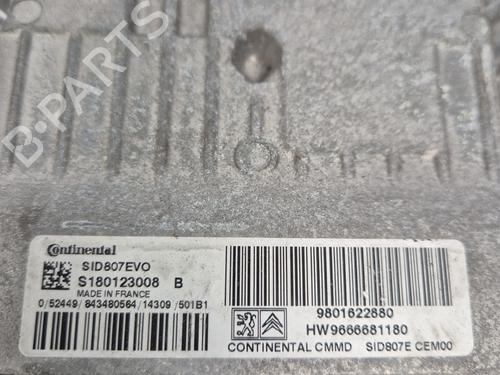 B-PARTS
Continental
SID807EVO
S180123008 B
MADE IN FRANCE
0/52449/843480564/14309/501B1
9801622880
HW9666681180
CONTINENTAL CMMD SID807E CEM00